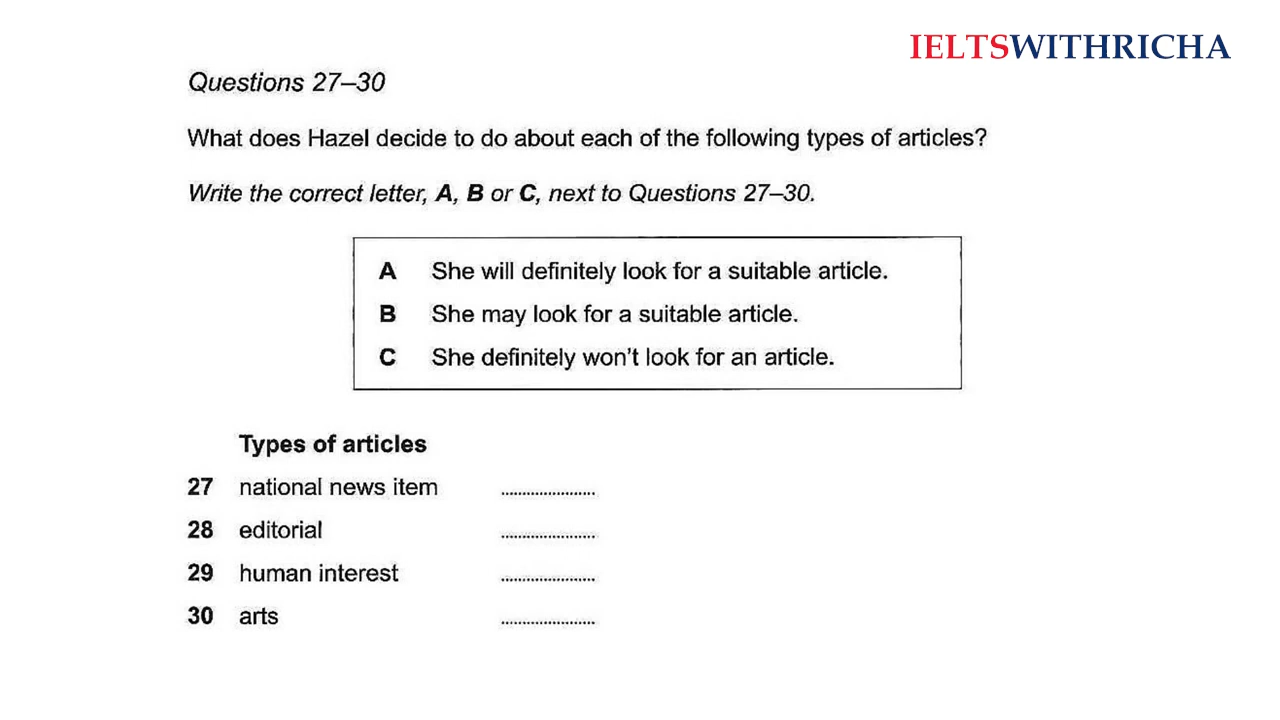 IELTSWITHRICHA
Questions 27–30
What does Hazel decide to do about each of the following types of articles?
Write the correct letter, A, B or C, next to Questions 27–30.
A She will definitely look for a suitable article.
B She may look for a suitable article.
C She definitely won't look for an article.
Types of articles
27 national news item ......................
28 editorial ......................
29 human interest ......................
30 arts ......................